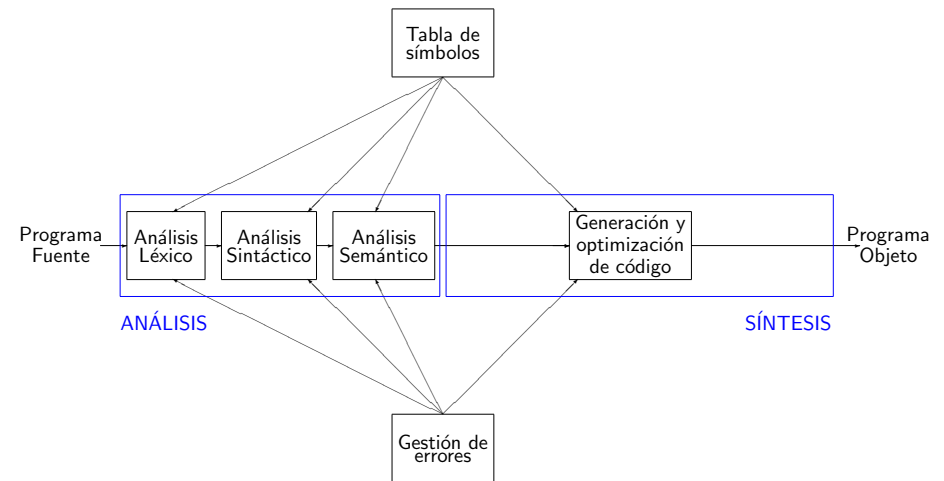 Tabla de
símbolos
Programa
Fuente
Análisis
Léxico
Análisis
Sintáctico
Análisis
Semántico
Generación y
optimización
de código
Programa
Objeto
ANÁLISIS
SÍNTESIS
Gestión de
errores